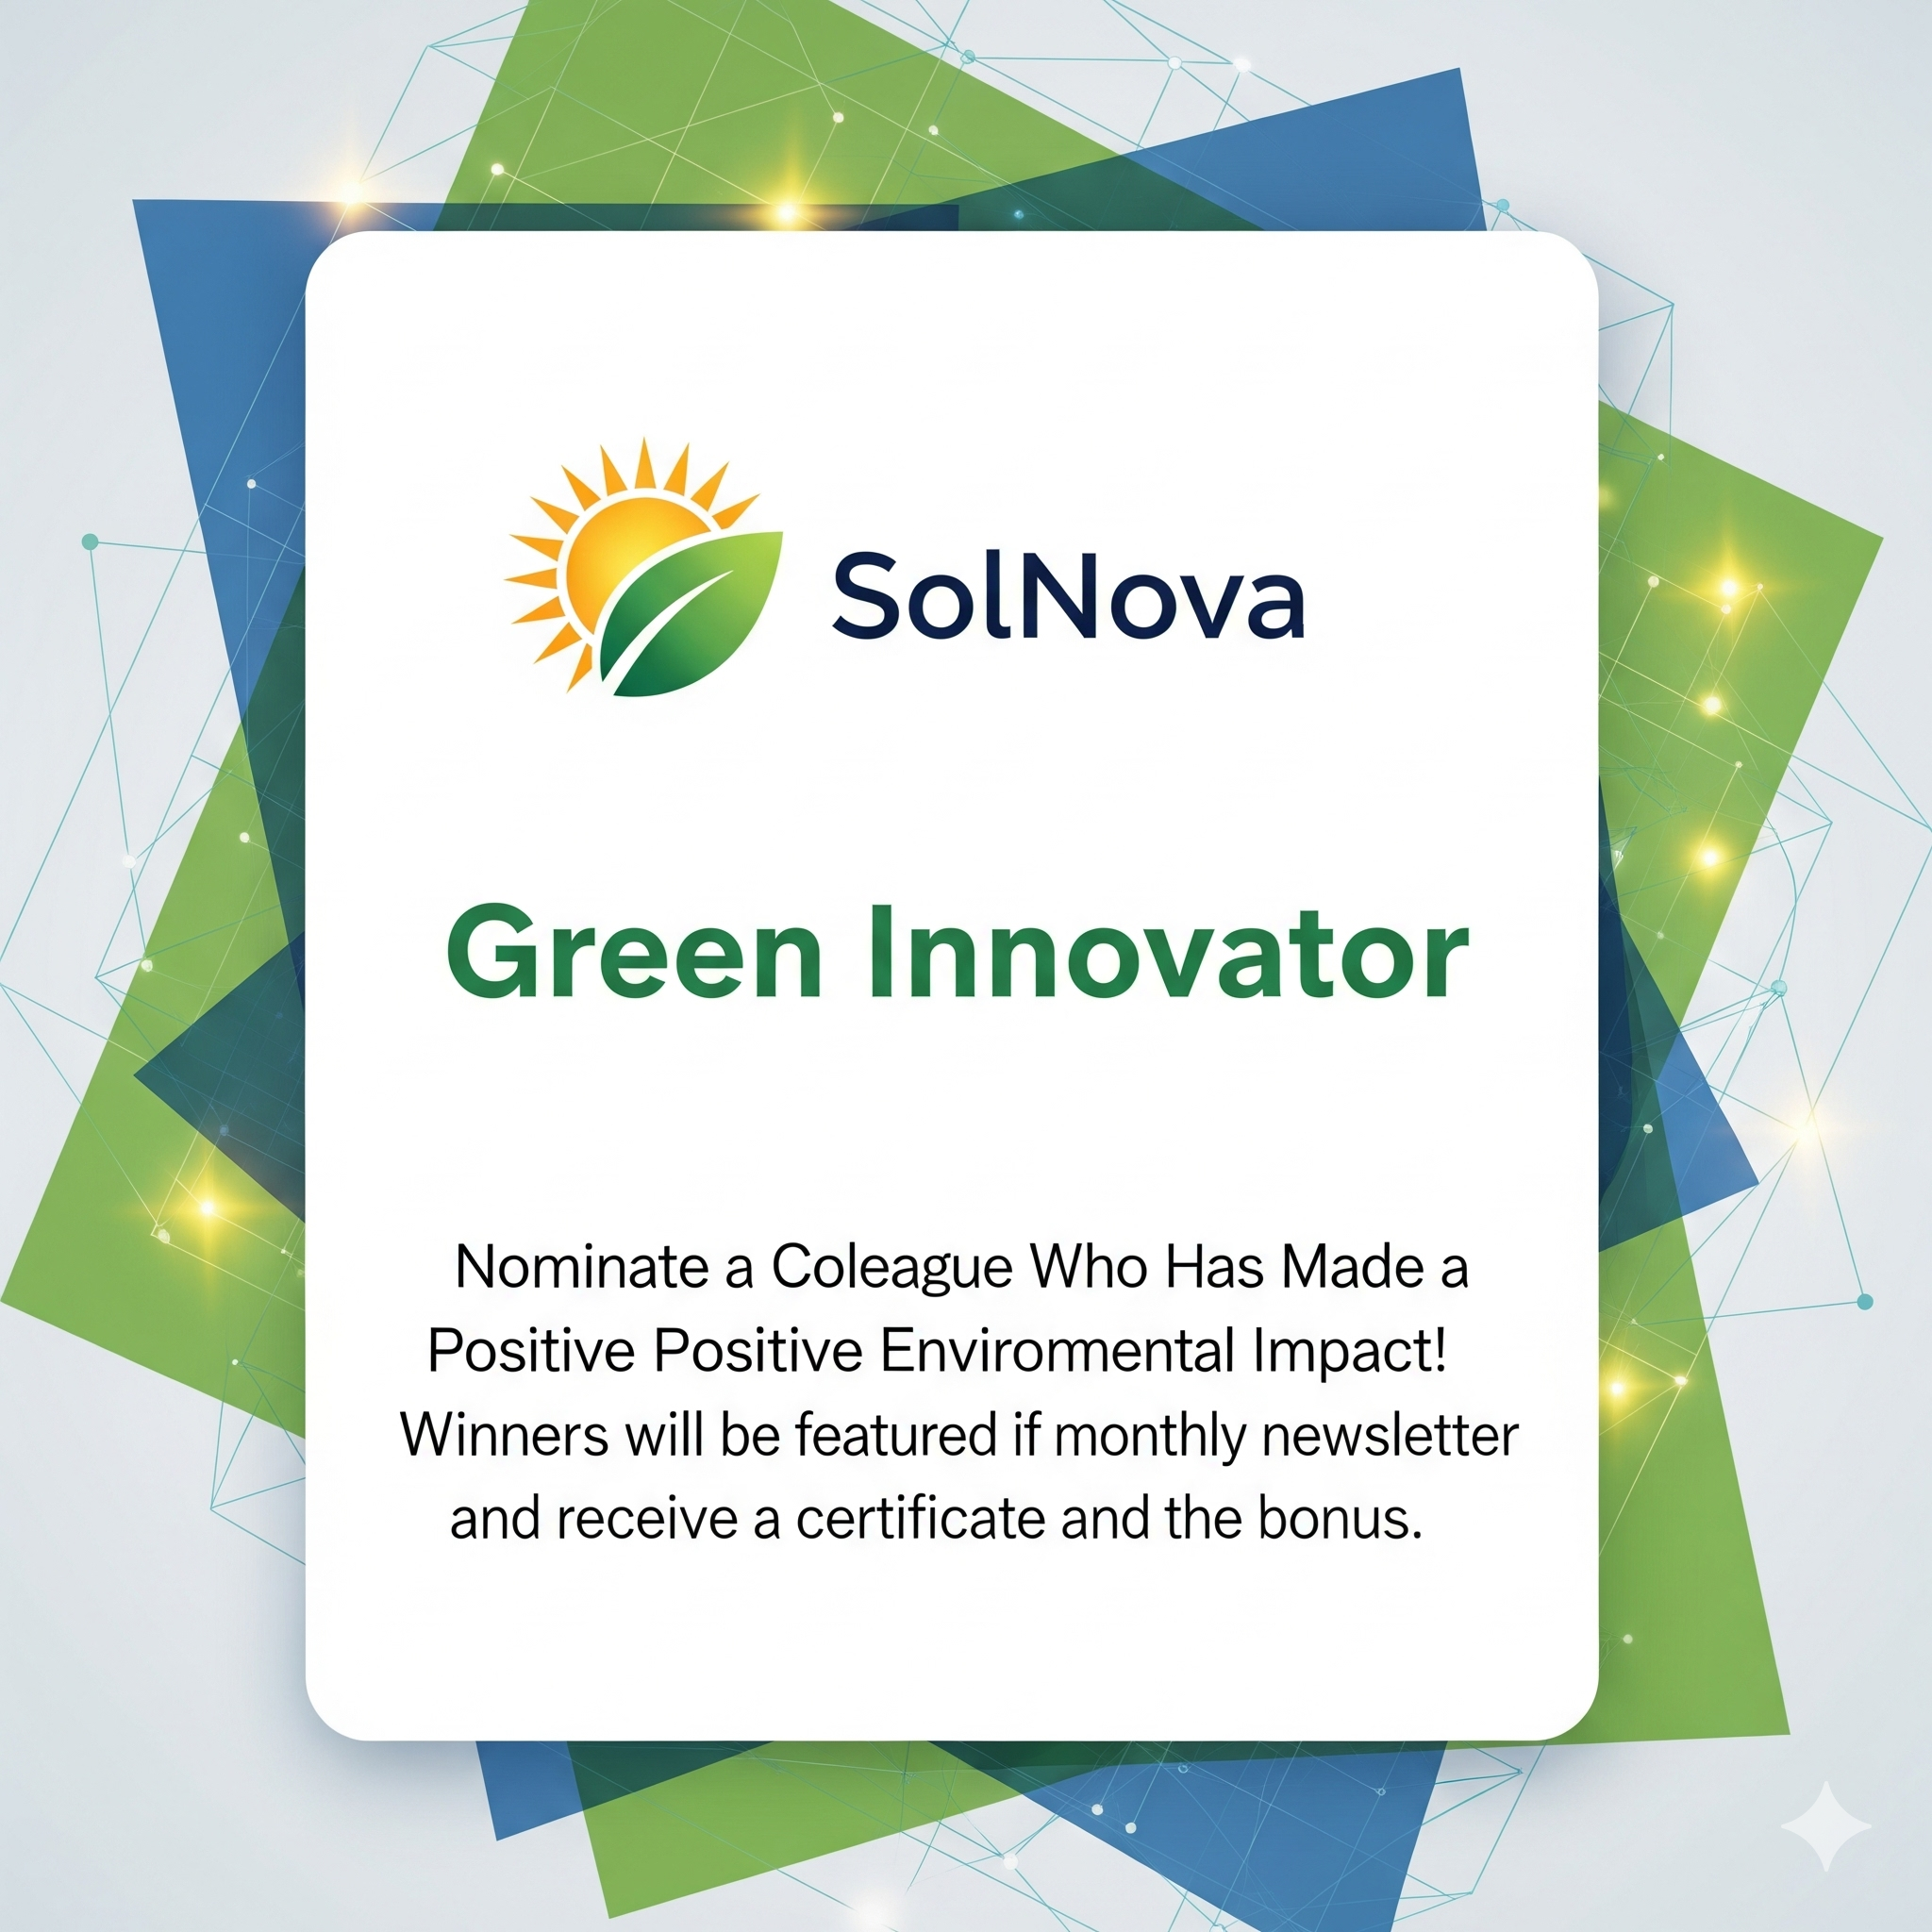 SolNova
Green Innovator
Nominate a Coleague Who Has Made a
Positive Positive Enviromental Impact!
Winners will be featured if monthly newsletter
and receive a certificate and the bonus.